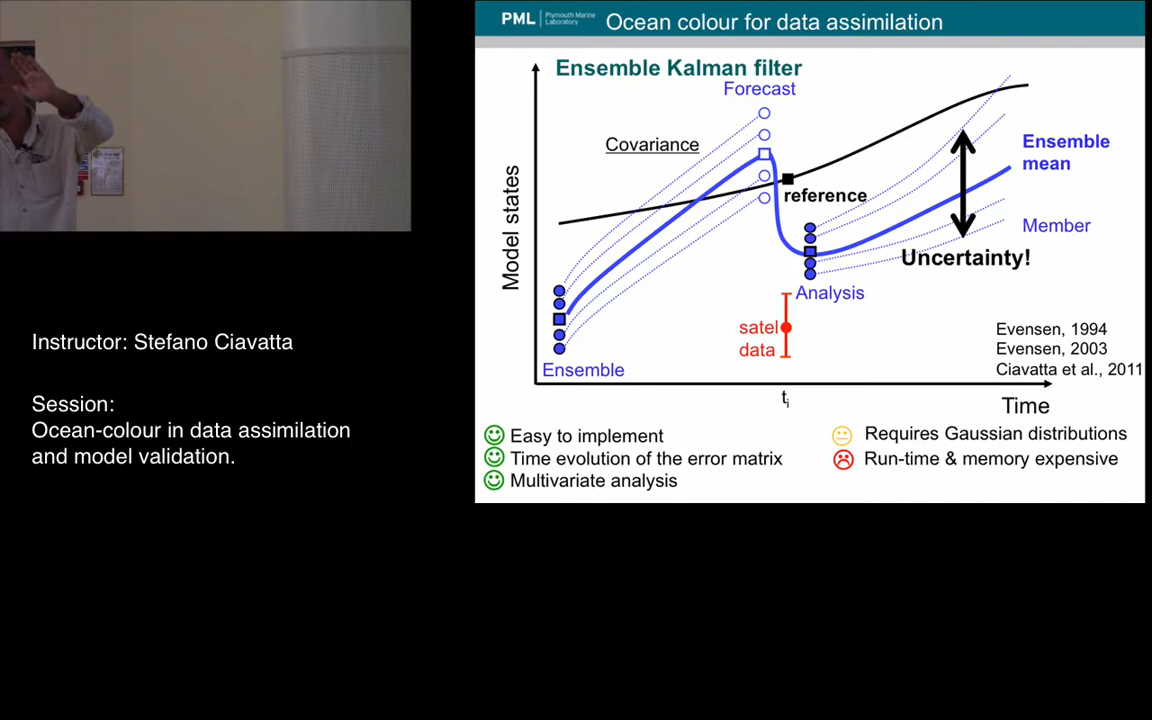 PML Plymouth Marine Laboratory
Ocean colour for data assimilation
Ensemble Kalman filter
Forecast
Covariance
Model states
reference
Ensemble mean
Member
Uncertainty!
Analysis
satel data
Ensemble
Evensen, 1994
Evensen, 2003
Ciavatta et al., 2011
ti
Time
Easy to implement
Time evolution of the error matrix
Multivariate analysis
Requires Gaussian distributions
Run-time & memory expensive
Instructor: Stefano Ciavatta
Session:
Ocean-colour in data assimilation
and model validation.